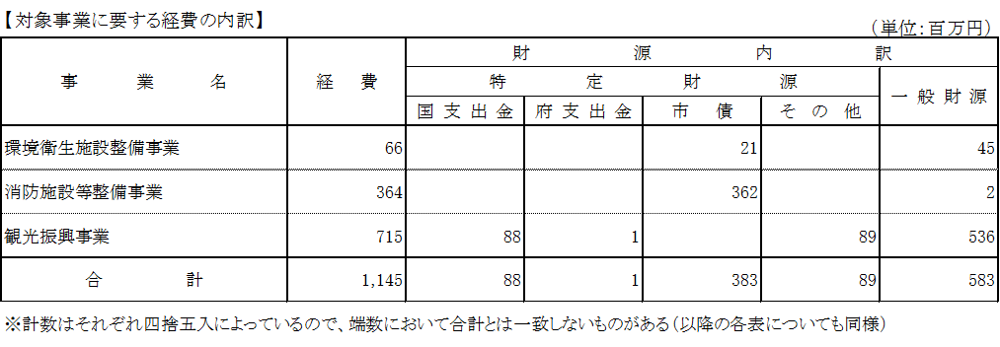 【対象事業に要する経費の内訳】
(単位:百万円)
事業名 経費 財源内訳
特定財源 一般財源
国支出金 府支出金 市債 その他
環境衛生施設整備事業 66 21 45
消防施設等整備事業 364 362 2
観光振興事業 715 88 1 89 536
合計 1,145 88 1 383 89 583
※計数はそれぞれ四捨五入によっているので、端数において合計とは一致しないものがある(以降の各表についても同様)